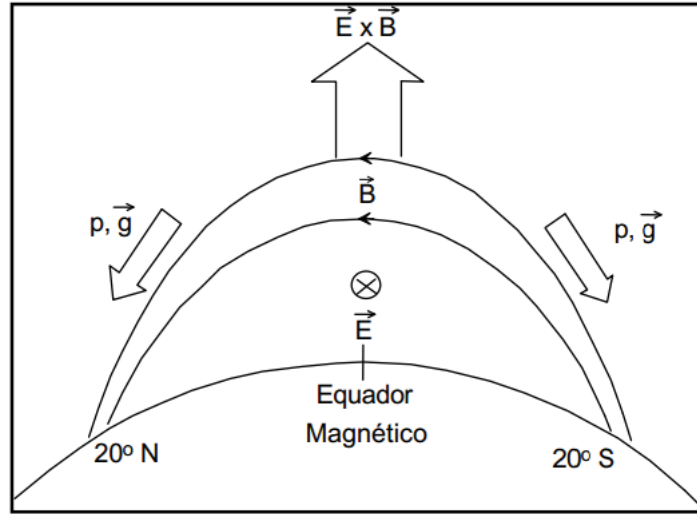 E x B
B
p, g
p, g
E
Equador
Magnético
20º N
20º S